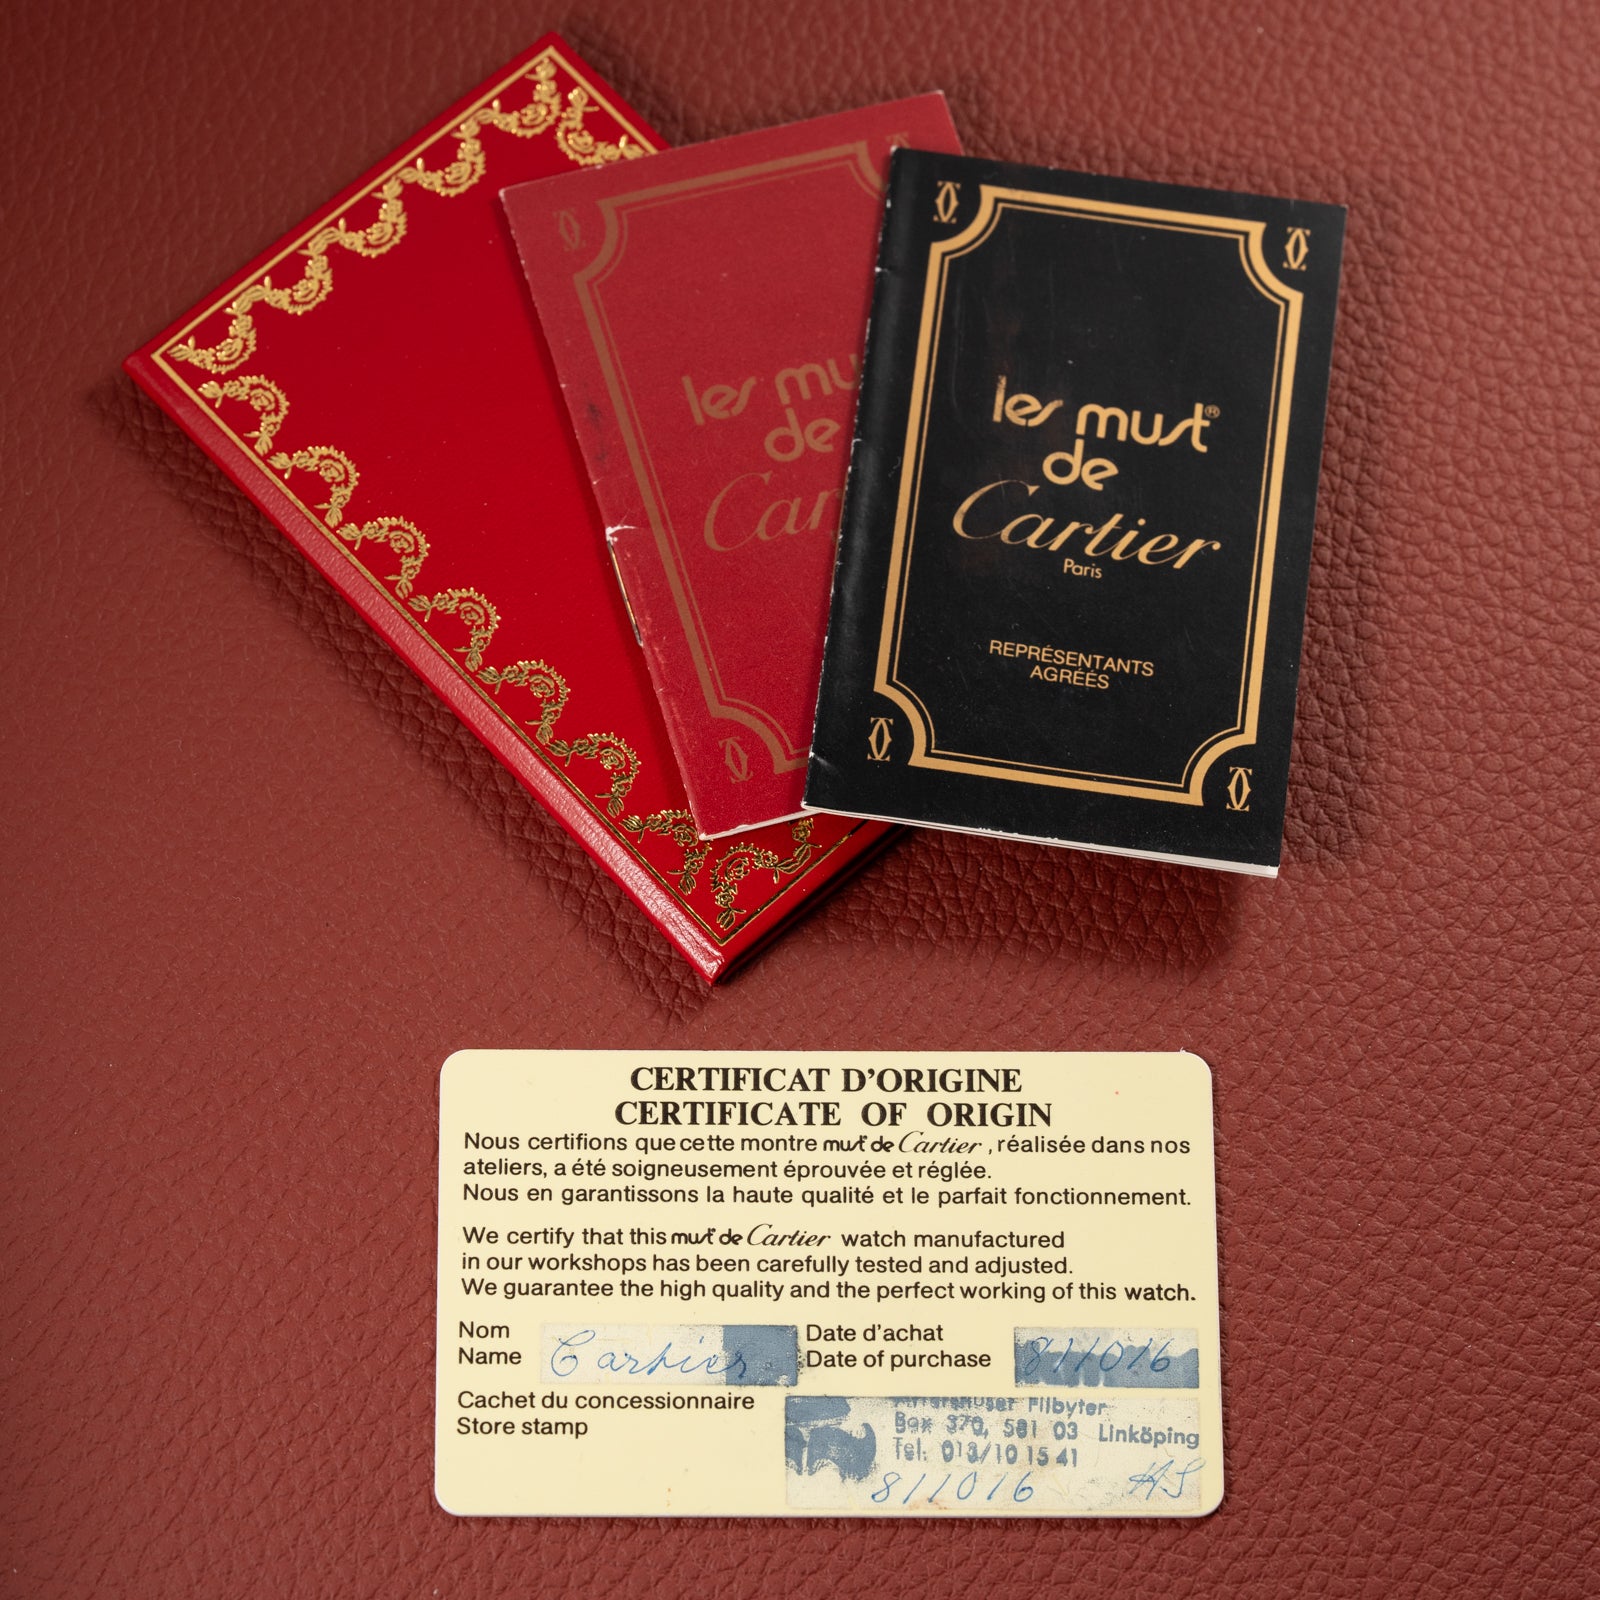 les mu
de
Car
les must®
de
Cartier
Paris
REPRÉSENTANTS
AGRÉÉS
CERTIFICAT D'ORIGINE
CERTIFICATE OF ORIGIN
Nous certifions que cette montre must de Cartier, réalisée dans nos
ateliers, a été soigneusement éprouvée et réglée.
Nous en garantissons la haute qualité et le parfait fonctionnement.
We certify that this must de Cartier watch manufactured
in our workshops has been carefully tested and adjusted.
We guarantee the high quality and the perfect working of this watch.
Nom
Name Cartier
Date d'achat
Date of purchase 811016
Cachet du concessionnaire
Store stamp
Filbyter
Box 370, 581 03 Linköping
Tel: 013/10 15 41
811016 HS